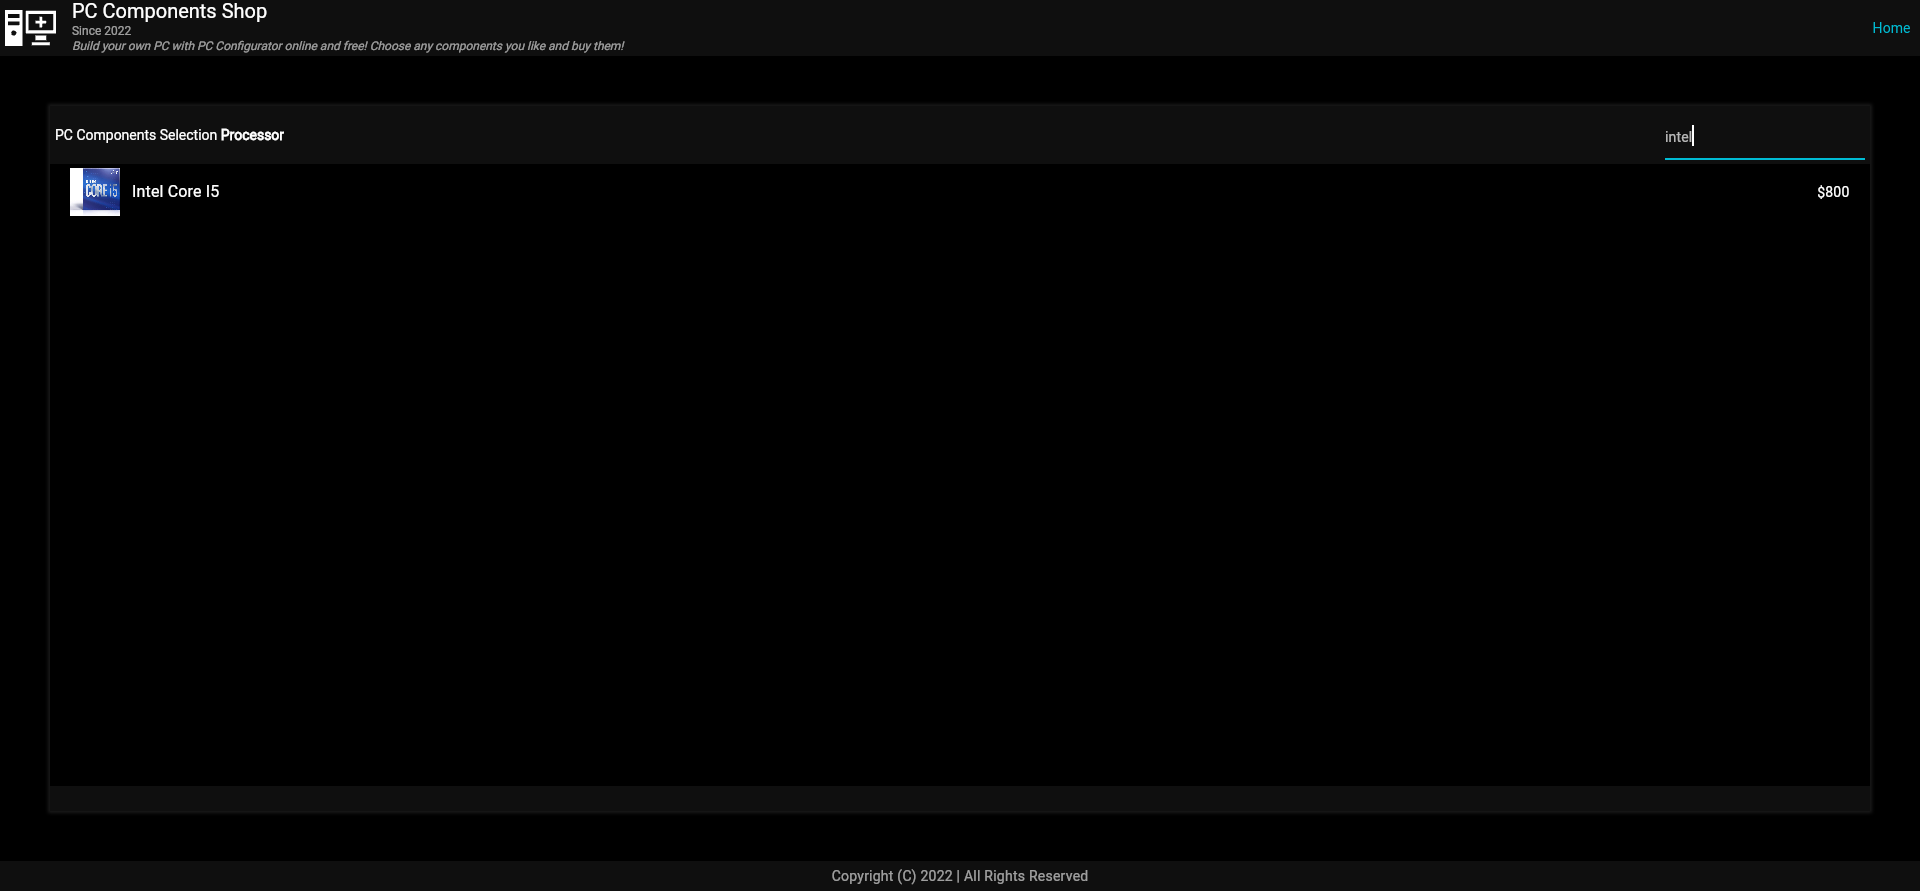 PC Components Shop
Since 2022
Build your own PC with PC Configurator online and free! Choose any components you like and buy them!
Home
PC Components Selection Processor
intel
CORE i5
Intel Core I5
$800
Copyright (C) 2022 | All Rights Reserved